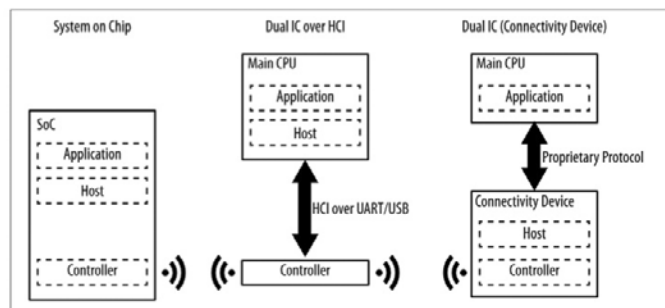 System on Chip
Dual IC over HCI
Dual IC (Connectivity Device)
SoC
Application
Host
Controller
Main CPU
Application
Host
HCI over UART/USB
Controller
Main CPU
Application
Proprietary Protocol
Connectivity Device
Host
Controller